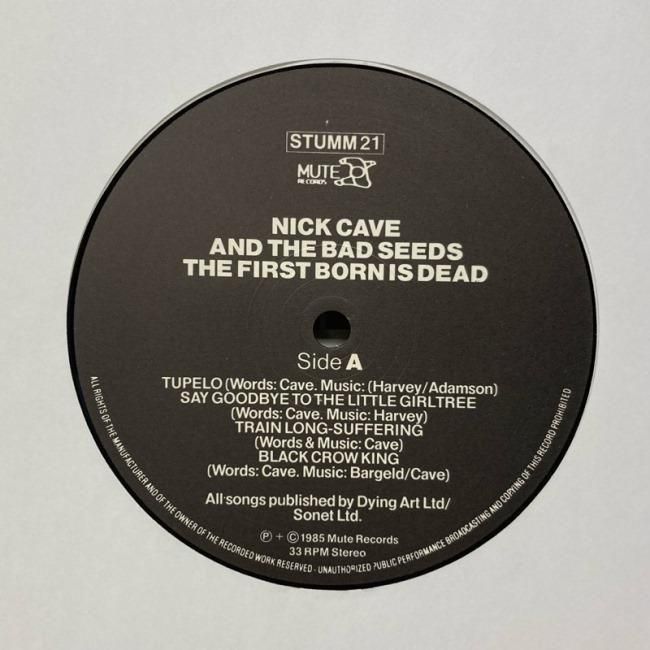 STUMM 21
MUTE
RECORDS
NICK CAVE
AND THE BAD SEEDS
THE FIRST BORN IS DEAD
Side A
TUPELO (Words: Cave. Music: (Harvey/Adamson)
SAY GOODBYE TO THE LITTLE GIRLTREE
(Words: Cave. Music: Harvey)
TRAIN LONG-SUFFERING
(Words & Music: Cave)
BLACK CROW KING
(Words: Cave. Music: Bargeld/Cave)
All songs published by Dying Art Ltd/
Sonet Ltd.
℗ + © 1985 Mute Records
33 RPM Stereo
ALL RIGHTS OF THE MANUFACTURER AND OF THE OWNER OF THE RECORDED WORK RESERVED - UNAUTHORIZED PUBLIC PERFORMANCE BROADCASTING AND COPYING OF THIS RECORD PROHIBITED